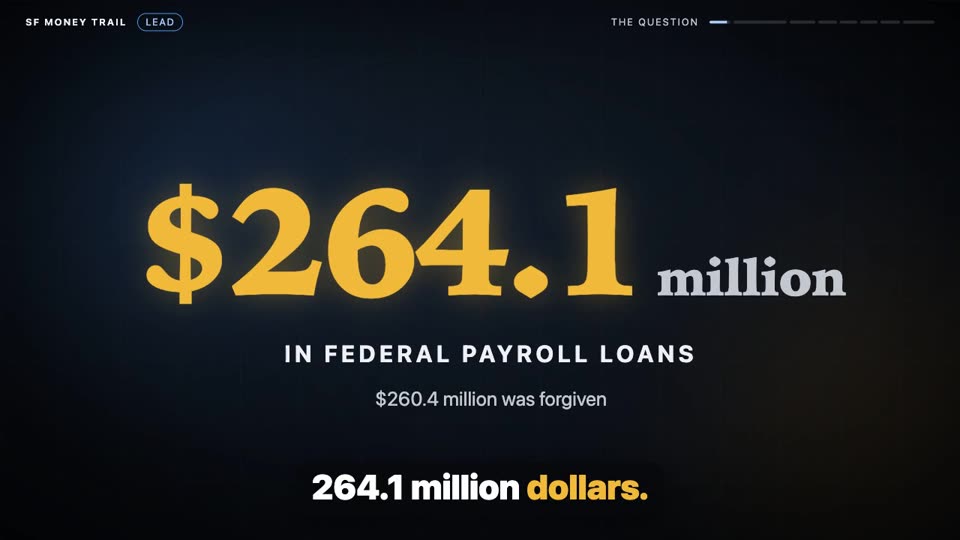 SF MONEY TRAIL LEAD
THE QUESTION
$264.1 million
IN FEDERAL PAYROLL LOANS
$260.4 million was forgiven
264.1 million dollars.